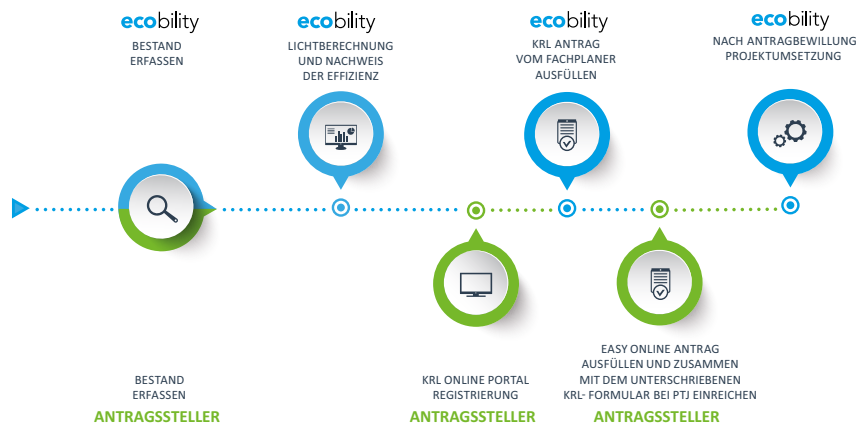 ecobility
BESTAND
ERFASSEN
ecobility
LICHTBERECHNUNG
UND NACHWEIS
DER EFFIZIENZ
ecobility
KRL ANTRAG
VOM FACHPLANER
AUSFÜLLEN
ecobility
NACH ANTRAGBEWILLUNG
PROJEKTUMSETZUNG
BESTAND
ERFASSEN
ANTRAGSSTELLER
KRL ONLINE PORTAL
REGISTRIERUNG
ANTRAGSSTELLER
EASY ONLINE ANTRAG
AUSFÜLLEN UND ZUSAMMEN
MIT DEM UNTERSCHRIEBENEN
KRL- FORMULAR BEI PTJ EINREICHEN
ANTRAGSSTELLER